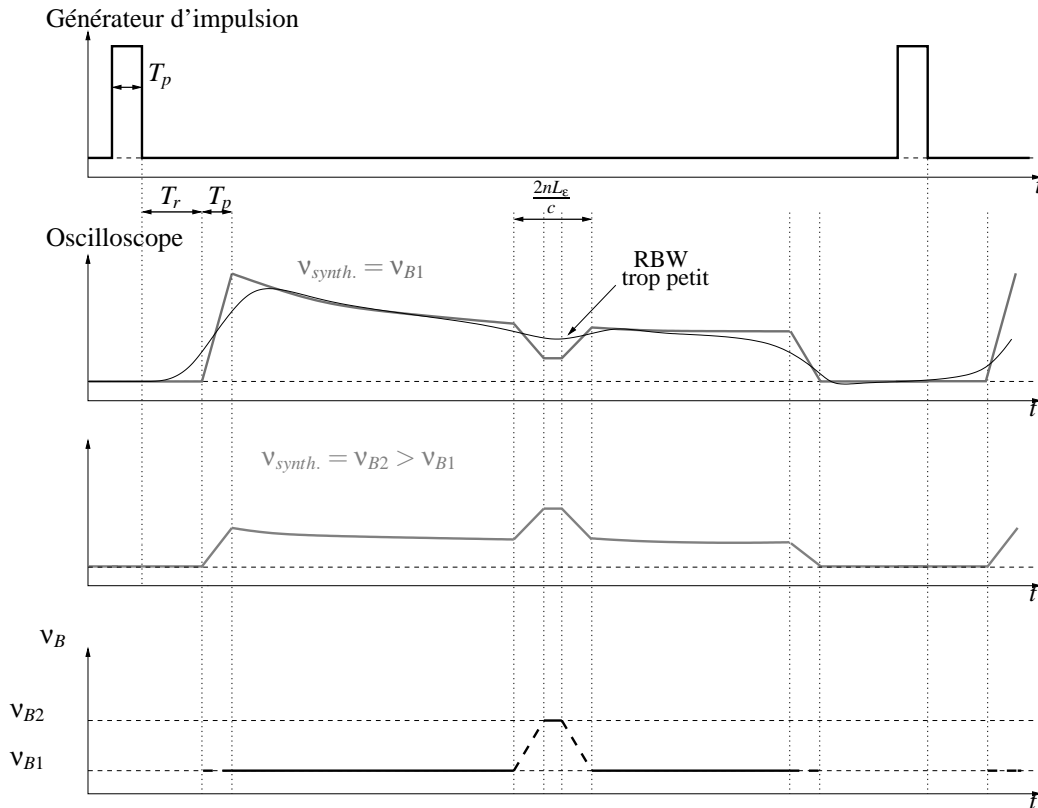 Générateur d'impulsion
T_p
t
T_r
T_p
2nL_ε
c
Oscilloscope
ν_synth. = ν_B1
RBW
trop petit
t
ν_synth. = ν_B2 > ν_B1
t
ν_B
ν_B2
ν_B1
t